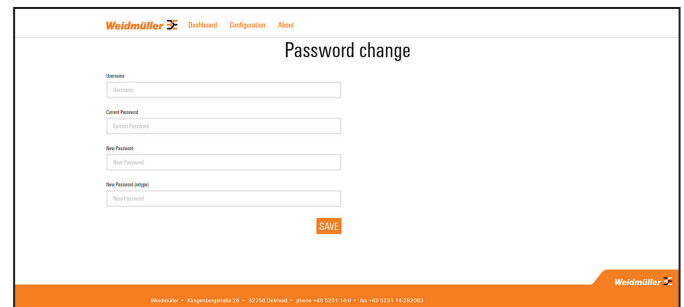 Weidmüller Dashboard Configuration About
Password change
Username
Username
Current Password
Current Password
New Password
New Password
New Password (retype)
New Password
SAVE
Weidmüller
Weidmüller • Klingenbergstraße 26 • 32758 Detmold • phone +49 5231 14-0 • fax +49 5231 14-292083